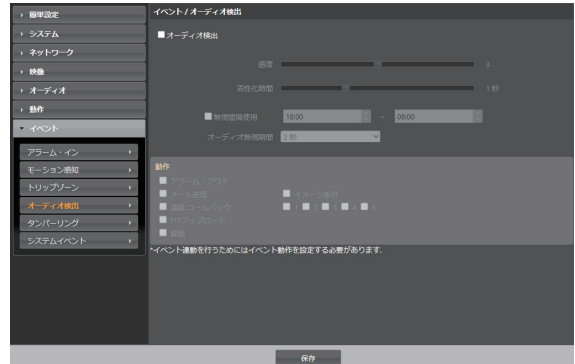 簡単設定
システム
ネットワーク
映像
オーディオ
動作
イベント
アラーム・イン
モーション感知
トリップゾーン
オーディオ検出
タンパーリング
システムイベント
イベント / オーディオ検出
オーディオ検出
感度 3
活性化時間 1 秒
無視間隔使用 18:00 ~ 09:00
オーディオ無視期間 2 秒
動作
アラーム・アウト
メール送信 イメージ添付
コールバック 1 2 3 4 5
FTPアップロード
録画
*イベント連動を行うためにはイベント動作を設定する必要があります.
保存